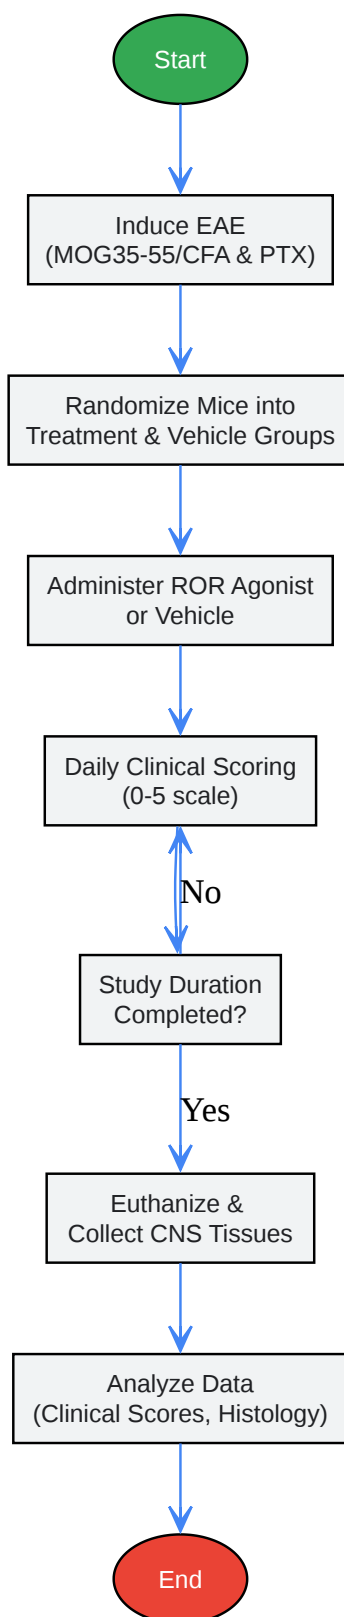 Start
Induce EAE
(MOG35-55/CFA & PTX)
Randomize Mice into
Treatment & Vehicle Groups
Administer ROR Agonist
or Vehicle
Daily Clinical Scoring
(0-5 scale)
No
Study Duration
Completed?
Yes
Euthanize &
Collect CNS Tissues
Analyze Data
(Clinical Scores, Histology)
End